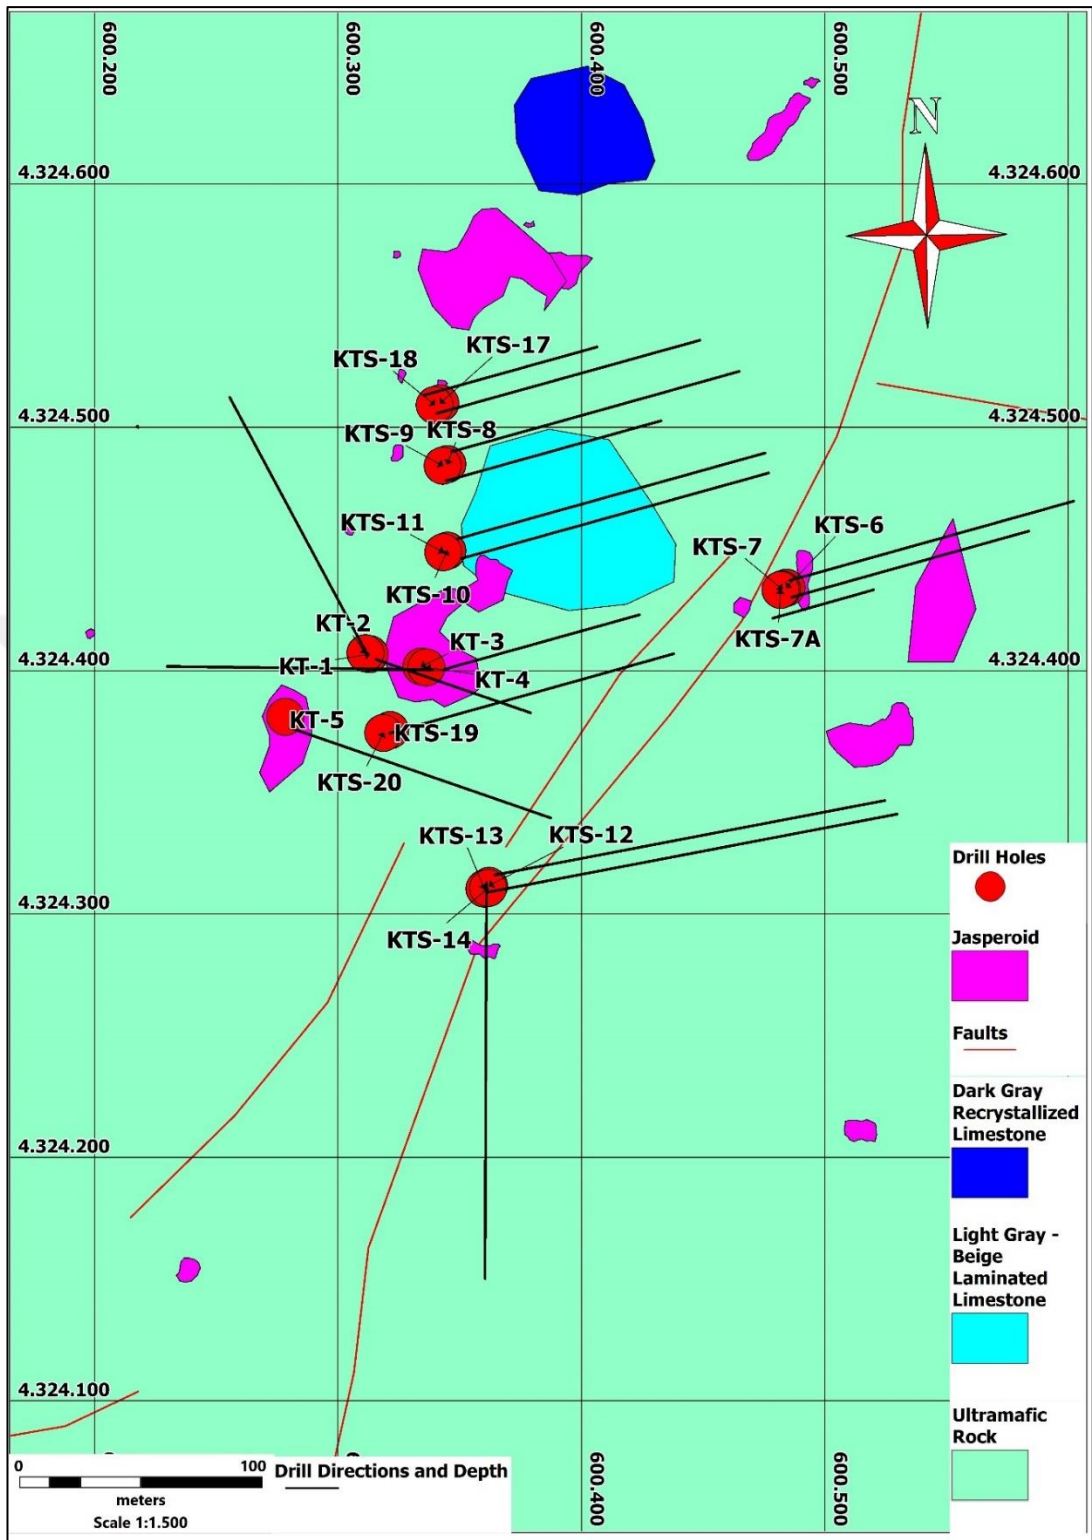 600.200
600.300
600.400
600.500
N
4.324.600
4.324.600
KTS-17
KTS-18
4.324.500
4.324.500
KTS-9
KTS-8
KTS-11
KTS-6
KTS-7
KTS-10
KT-2
KT-3
KTS-7A
KT-1
KT-4
4.324.400
4.324.400
KT-5
KTS-19
KTS-20
KTS-13
KTS-12
Drill Holes
4.324.300
KTS-14
Jasperoid
Faults
Dark Gray
Recrystallized
Limestone
4.324.200
Light Gray -
Beige
Laminated
Limestone
4.324.100
Ultramafic
Rock
0
100
meters
Scale 1:1.500
Drill Directions and Depth
600.400
600.500